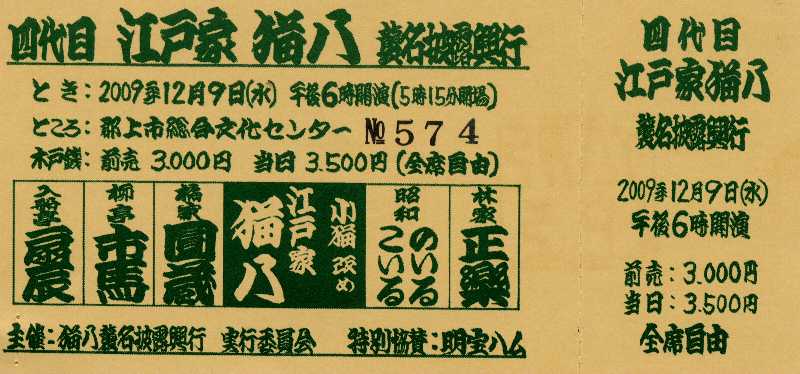 四代目 江戸家 猫八 襲名披露興行
とき：2009年12月9日(水) 午後6時開演(5時15分開場)
ところ：郡上市総合文化センター №574
木戸銭：前売 3.000円 当日 3.500円 (全席自由)
入船亭 扇辰
柳亭 市馬
橘家 圓蔵
小猫 改め 江戸家 猫八
昭和 のいる こいる
林家 正楽
主催：猫八襲名披露興行 実行委員会 特別協賛：明宝ハム
四代目
江戸家猫八
襲名披露興行
2009年12月9日(水)
午後6時開演
前売：3.000円
当日：3.500円
全席自由